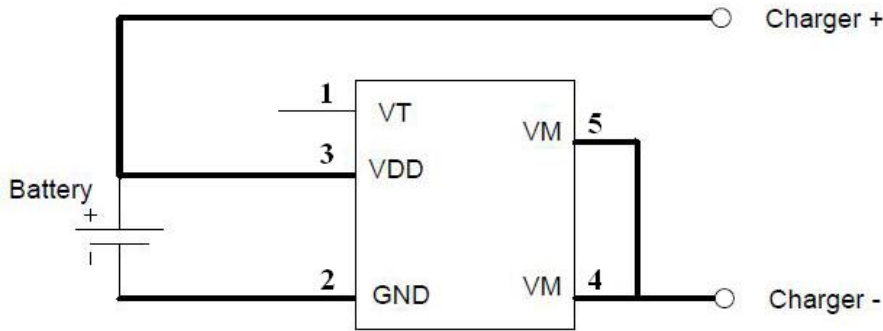 Charger +
1
VT
VM 5
3
VDD
Battery
+
-
2
GND
VM 4
Charger -